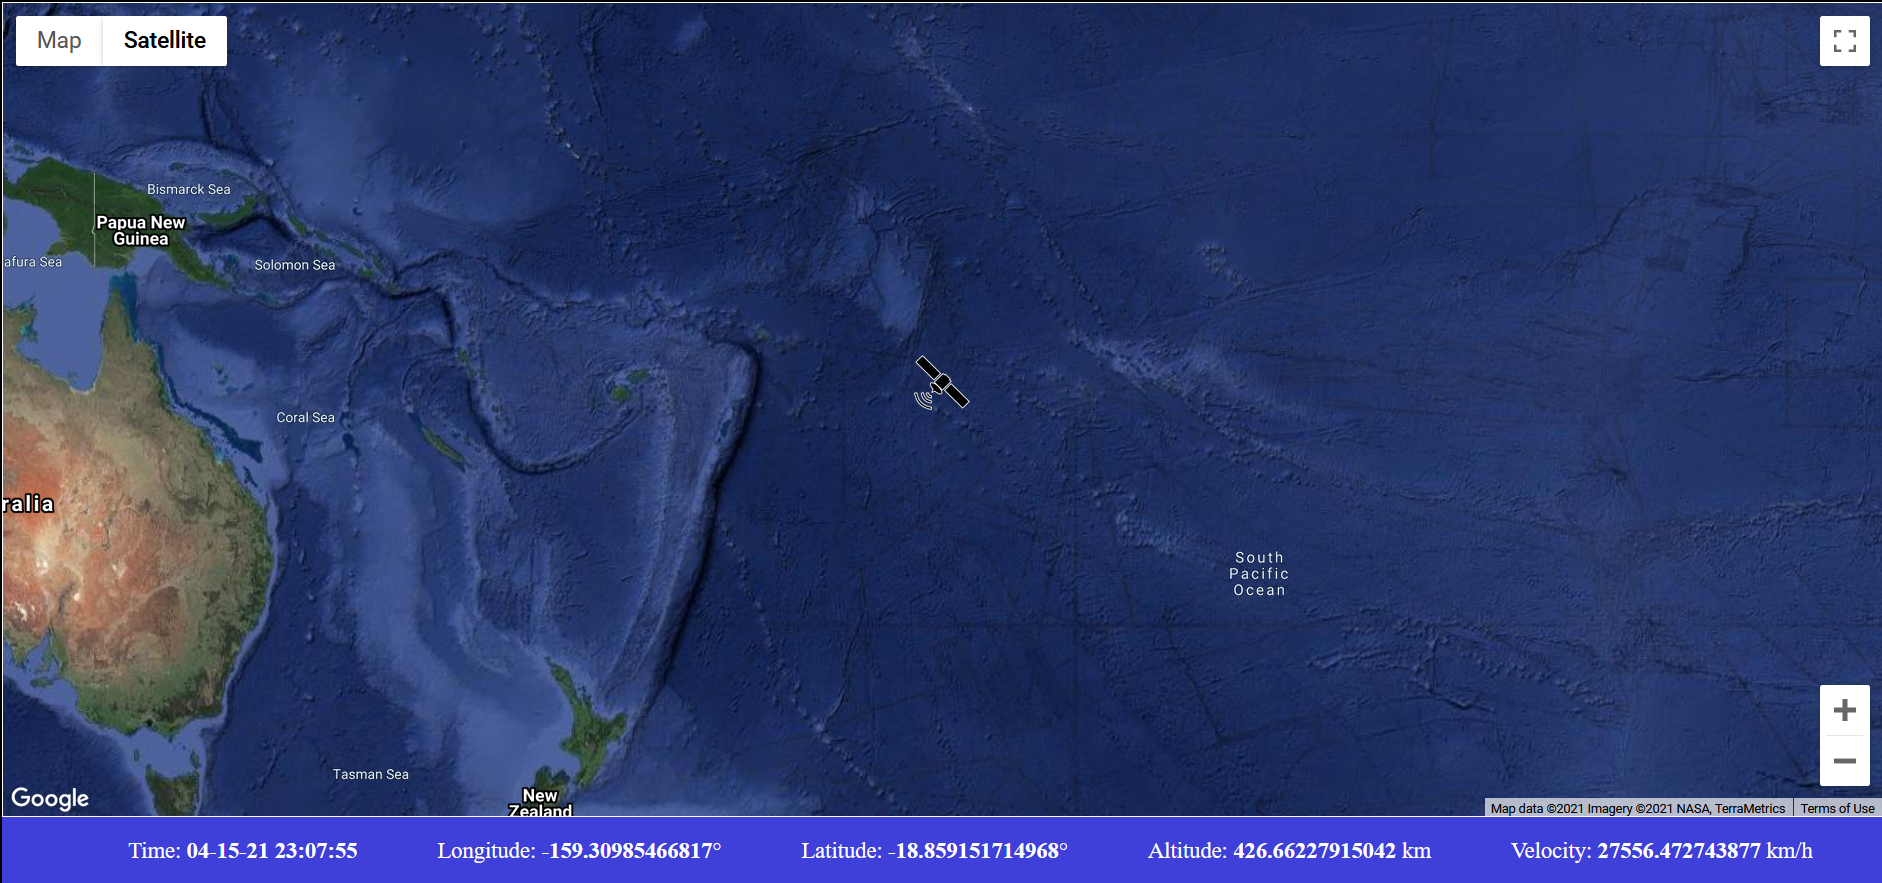 Map Satellite
Bismarck Sea
Papua New
Guinea
afura Sea
Solomon Sea
Coral Sea
ralia
South
Pacific
Ocean
Tasman Sea
New
Zealand
Google
Map data ©2021 Imagery ©2021 NASA, TerraMetrics Terms of Use
Time: 04-15-21 23:07:55 Longitude: -159.30985466817° Latitude: -18.859151714968° Altitude: 426.66227915042 km Velocity: 27556.472743877 km/h